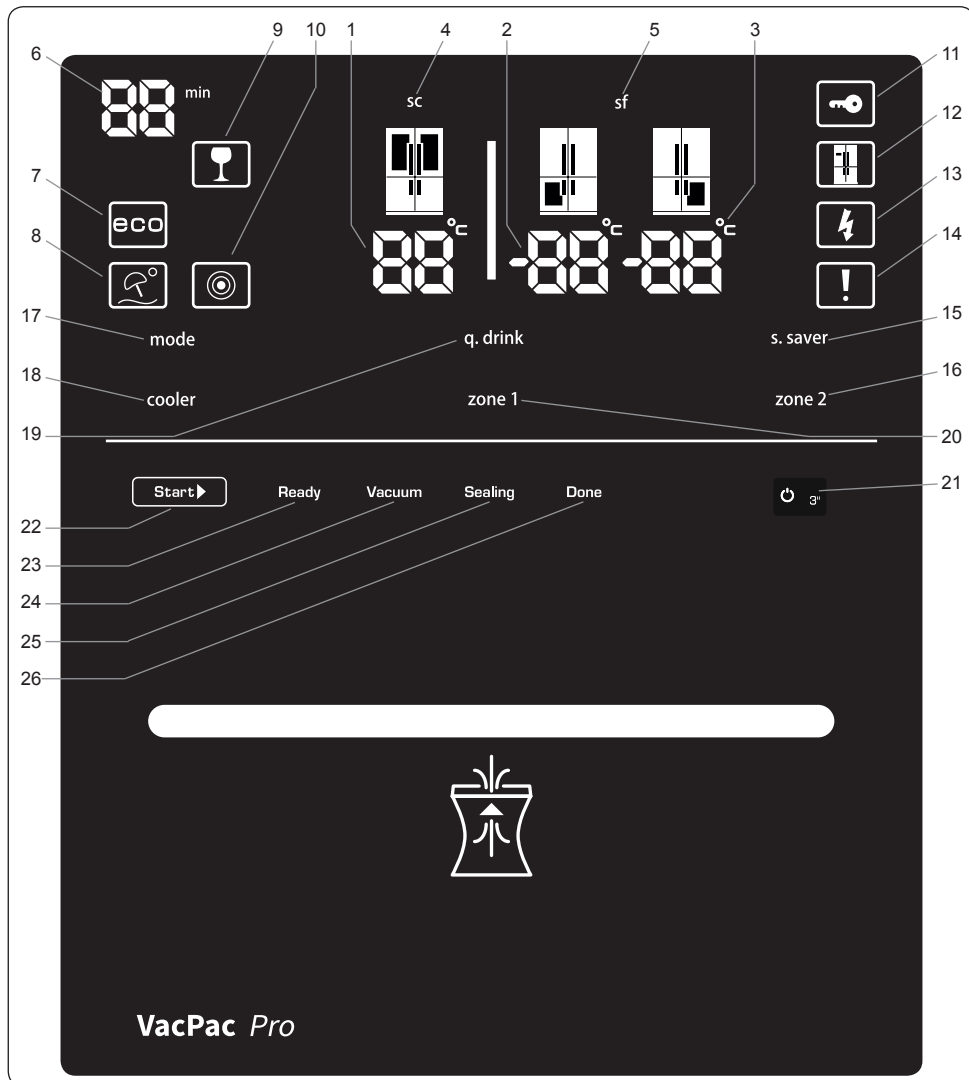 9 10 1 4 2 5 3
6 88 min sc sf 11
12
7 eco 13
8 88 °c -88 °c -88 °c 14
17 mode q. drink s. saver 15
18 cooler zone 1 zone 2 16
19 20
Start Ready Vacuum Sealing Done 3" 21
22
23
24
25
26
VacPac Pro